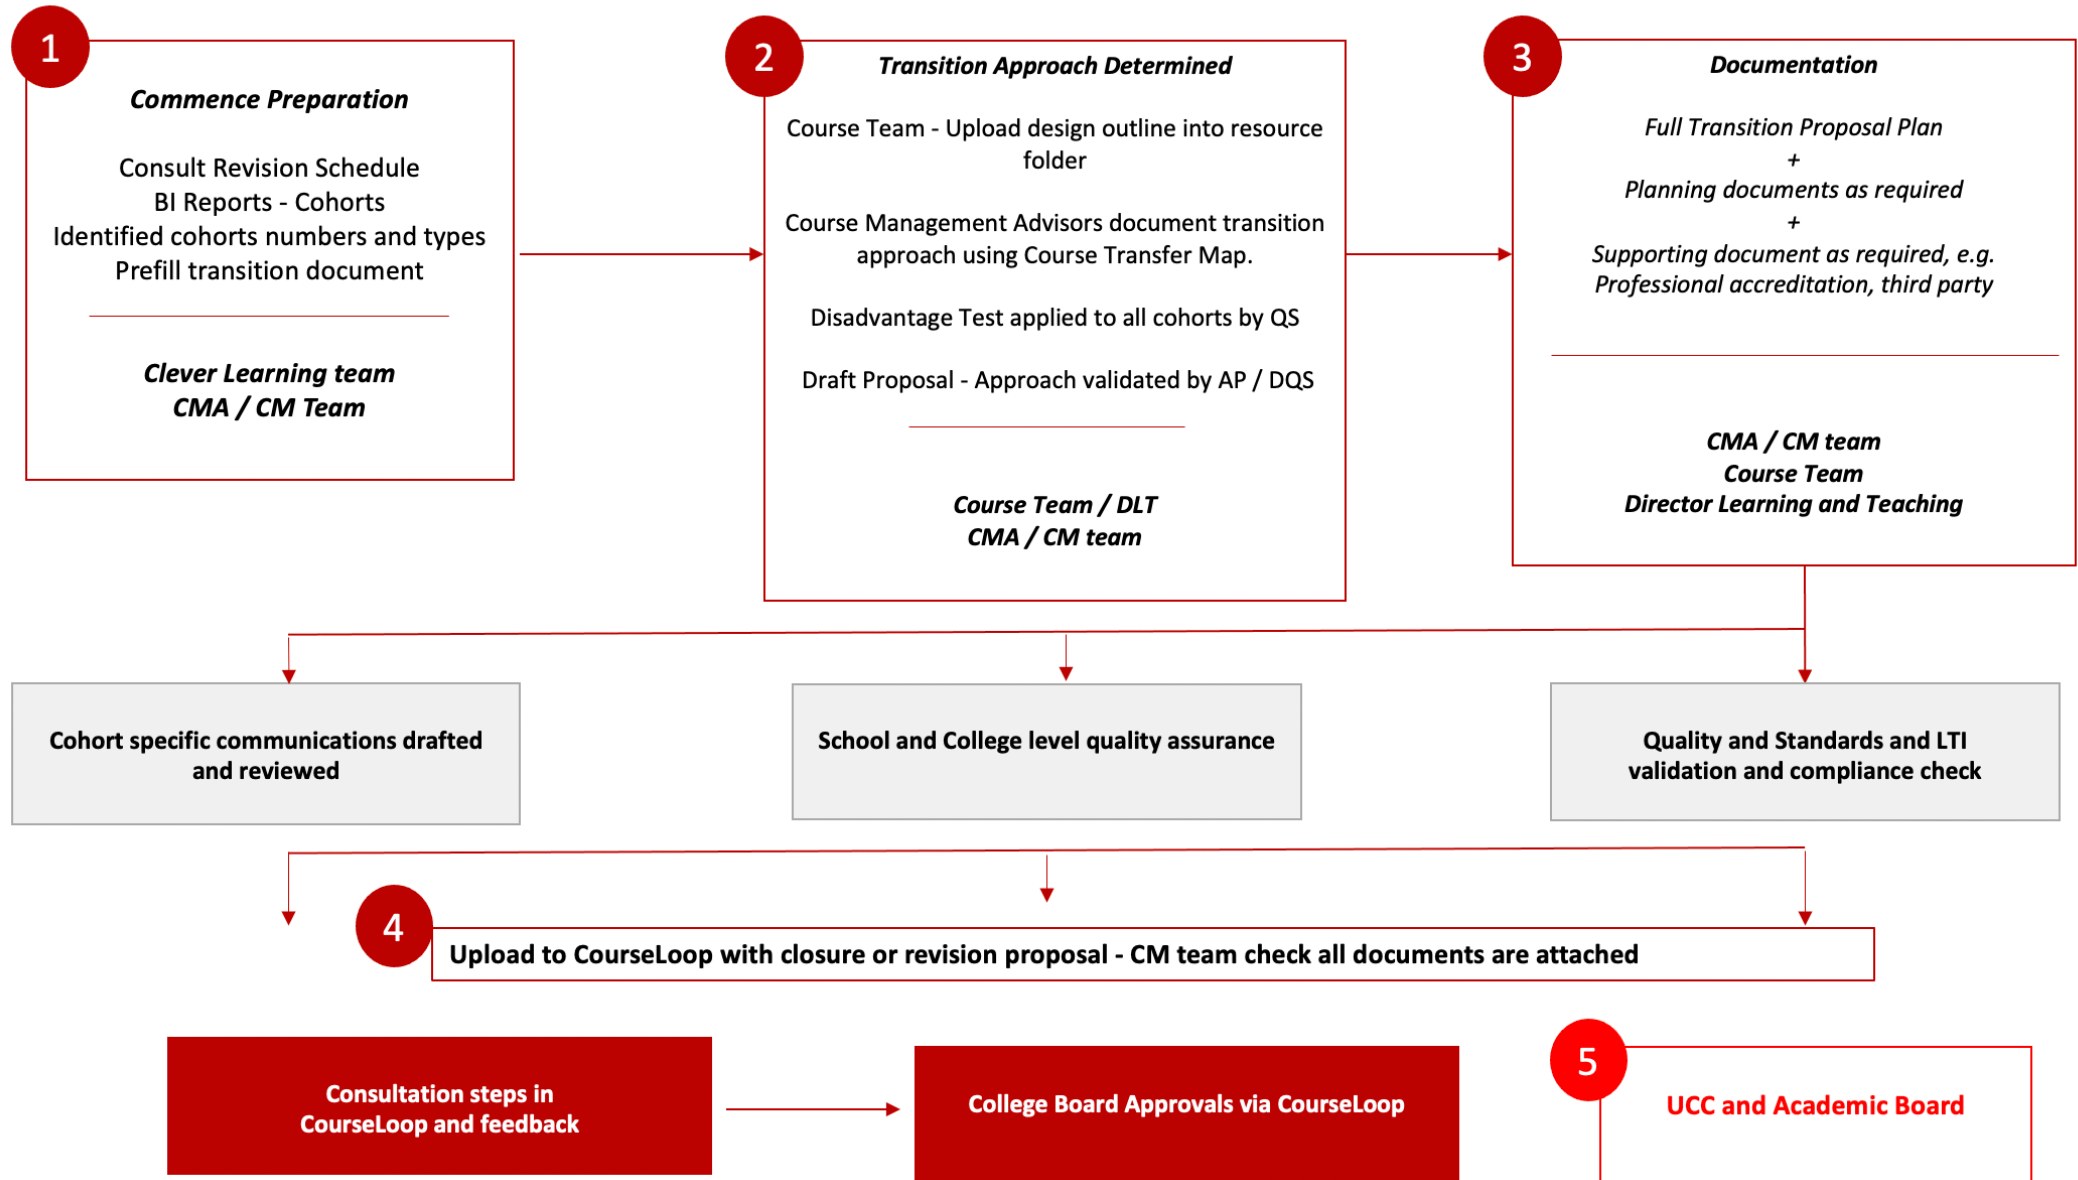 1
Commence Preparation
Consult Revision Schedule
BI Reports - Cohorts
Identified cohorts numbers and types
Prefill transition document
Clever Learning team
CMA / CM Team
2
Transition Approach Determined
Course Team - Upload design outline into resource
folder
Course Management Advisors document transition
approach using Course Transfer Map.
Disadvantage Test applied to all cohorts by QS
Draft Proposal - Approach validated by AP / DQS
Course Team / DLT
CMA / CM team
3
Documentation
Full Transition Proposal Plan
+
Planning documents as required
+
Supporting document as required, e.g.
Professional accreditation, third party
CMA / CM team
Course Team
Director Learning and Teaching
Cohort specific communications drafted
and reviewed
School and College level quality assurance
Quality and Standards and LTI
validation and compliance check
4
Upload to CourseLoop with closure or revision proposal - CM team check all documents are attached
Consultation steps in
CourseLoop and feedback
College Board Approvals via CourseLoop
5
UCC and Academic Board